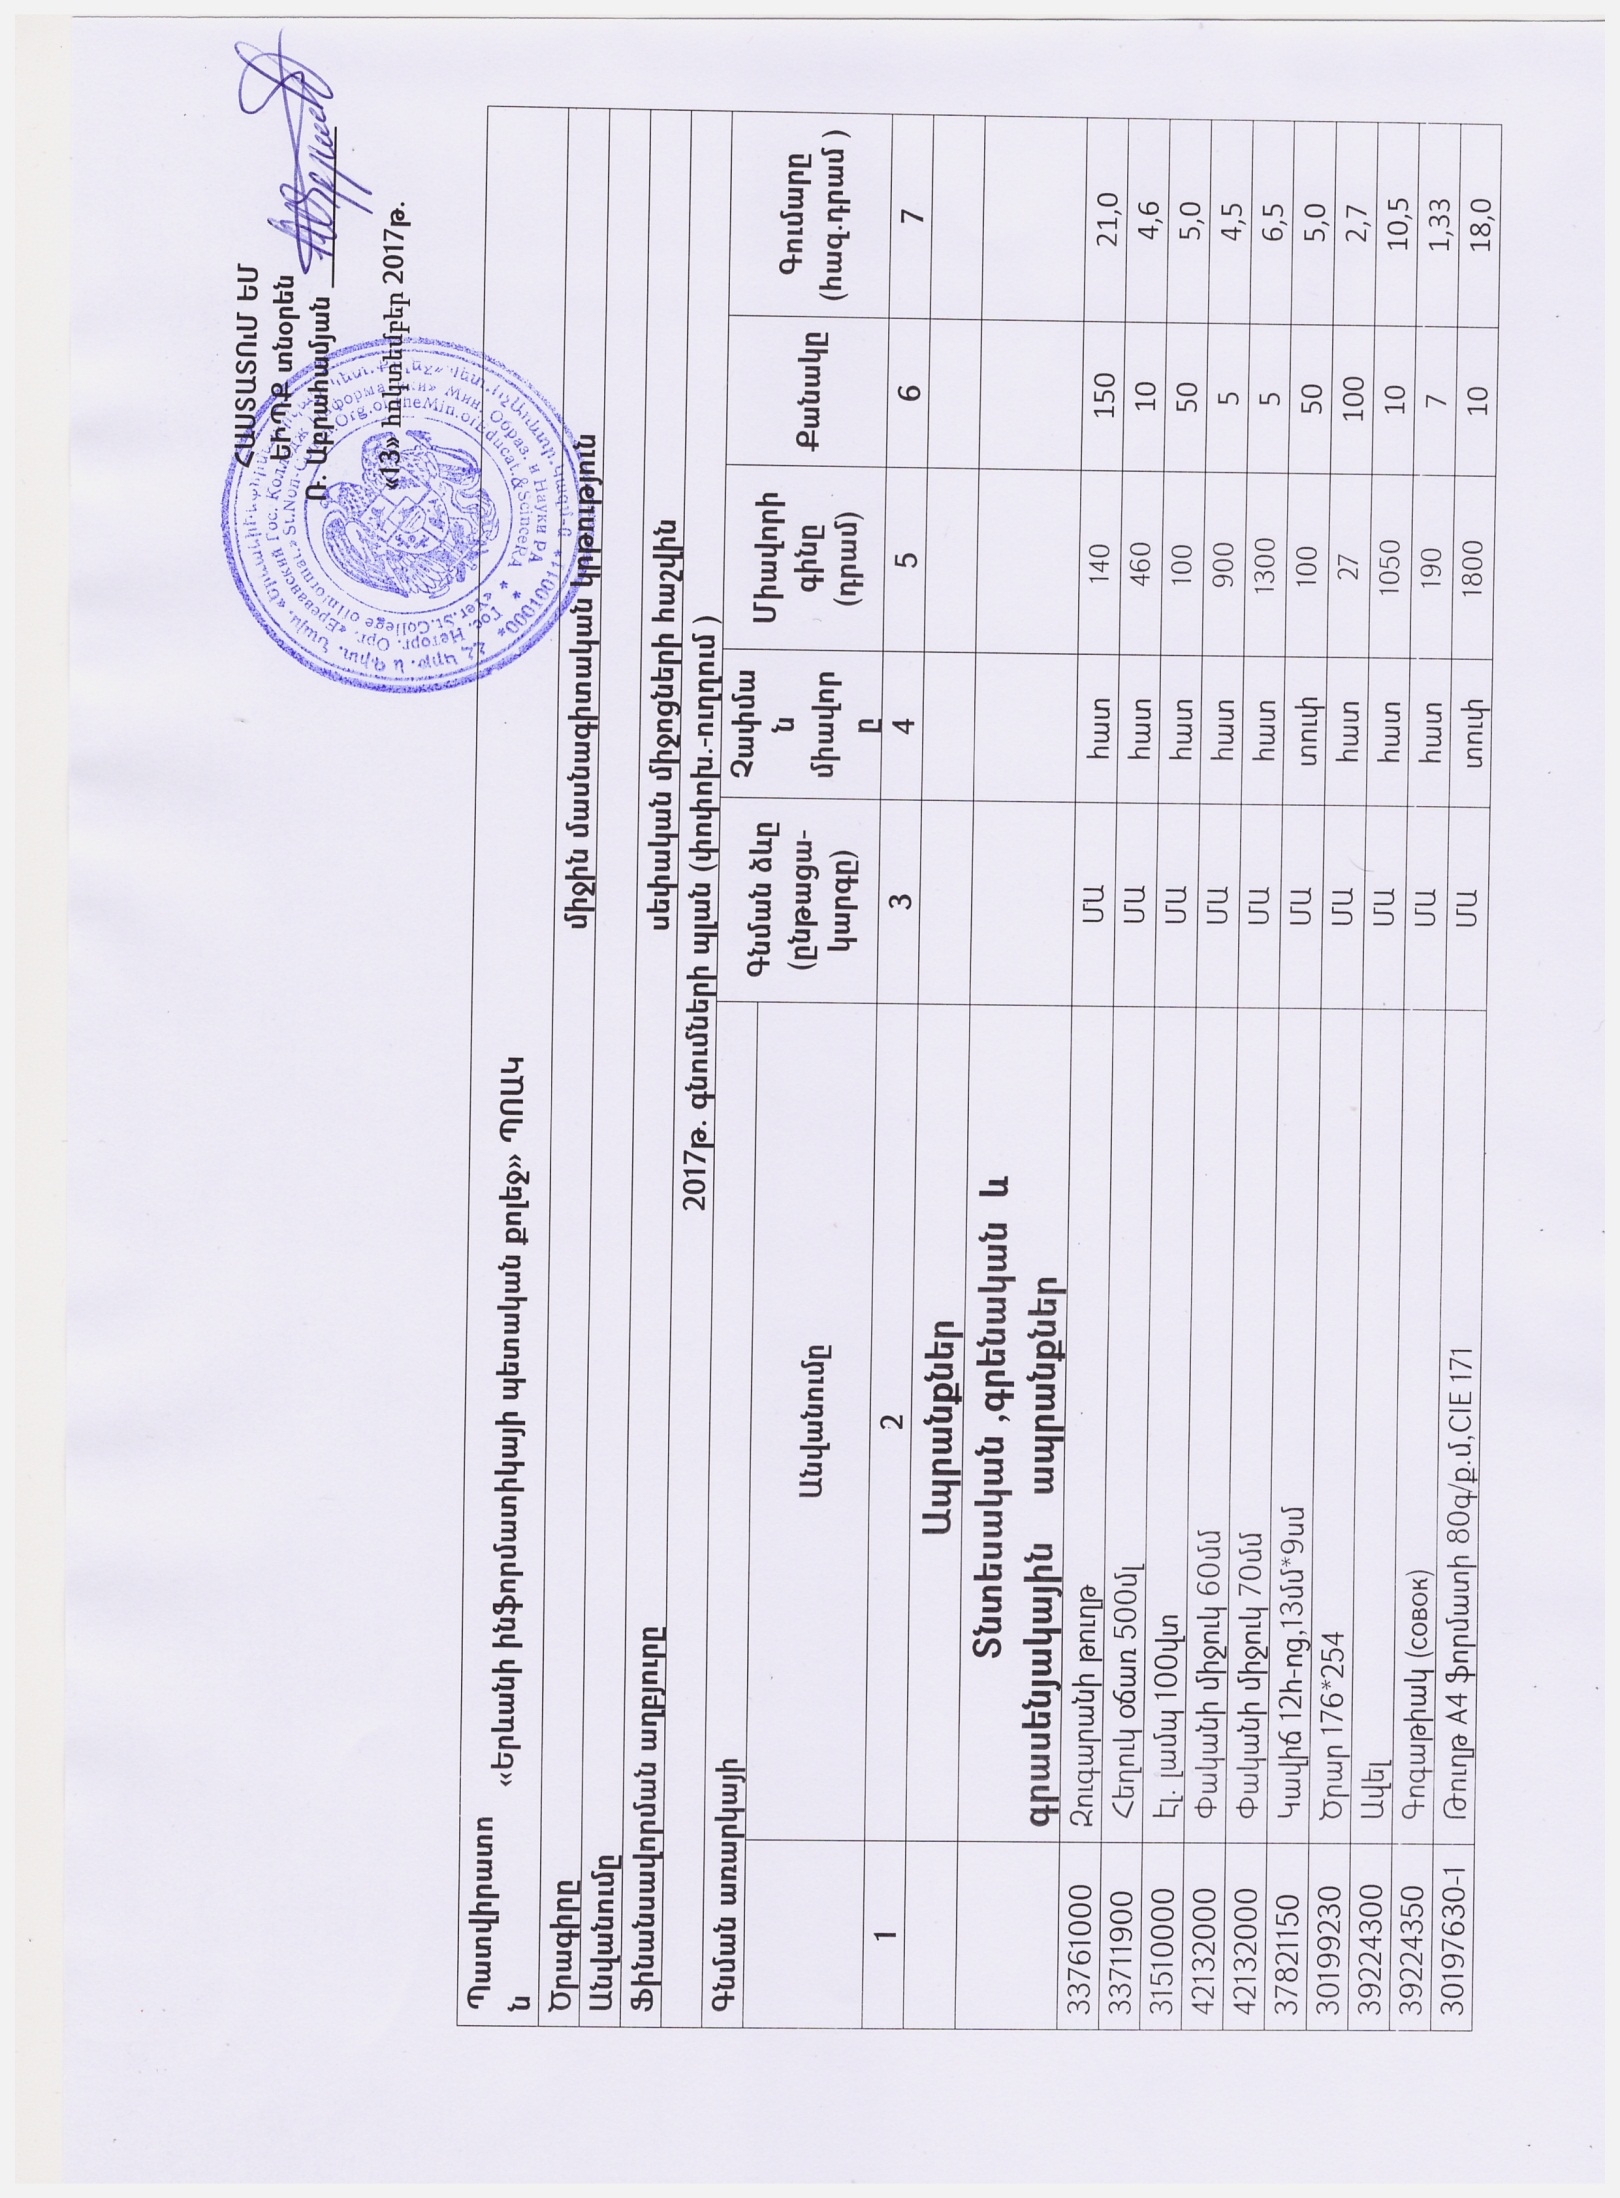 ՀԱՍՏԱՏՈՒՄ ԵՄ
ԵԻՊՔ տնօրեն
Ռ. Աբրահամյան
«13» հոկտեմբեր 2017թ.
Պատվիրատուն «Երևանի ինֆորմատիկայի պետական քոլեջ» ՊՈԱԿ
Ծրագիրը միջին մասնագիտական կրթություն
Անվանումը
Ֆինանսավորման աղբյուրը սեփական միջոցների հաշվին
2017թ. գնումների պլան (փոփոխ.-ուղղում )
Գնման առարկայի
Անվանումը Գնման ձևը (ընթացակարգը) Չափման միավորը Միավորի գինը (դրամ) Քանակը Գումարը (հազ.դրամ )
1 2 3 4 5 6 7
Ապրանքներ
Տնտեսական ,գրենական և
գրասենյակային ապրանքներ
33761000 Զուգարանի թուղթ ՄԱ հատ 140 150 21,0
33711900 Հեղուկ օճառ 500մլ ՄԱ հատ 460 10 4,6
31510000 Էլ. լամպ 100վտ ՄԱ հատ 100 50 5,0
42132000 Փականի միջուկ 60մմ ՄԱ հատ 900 5 4,5
42132000 Փականի միջուկ 70մմ ՄԱ հատ 1300 5 6,5
37821150 Կավիճ 12հ-ոց,13մմ*9սմ ՄԱ տուփ 100 50 5,0
30199230 Ծրար 176*254 ՄԱ հատ 27 100 2,7
39224300 Ավել ՄԱ հատ 1050 10 10,5
39224350 Գոգաթիակ (совок) ՄԱ հատ 190 7 1,33
30197630-1 Թուղթ A4 ֆորմատի 80գ/ք.մ,CIE 171 ՄԱ տուփ 1800 10 18,0